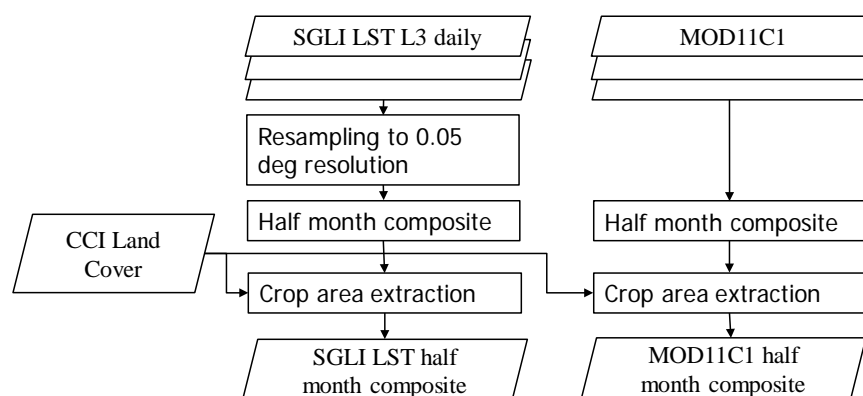 SGLI LST L3 daily
MOD11C1
Resampling to 0.05
deg resolution
Half month composite
Half month composite
CCI Land
Cover
Crop area extraction
Crop area extraction
SGLI LST half
month composite
MOD11C1 half
month composite